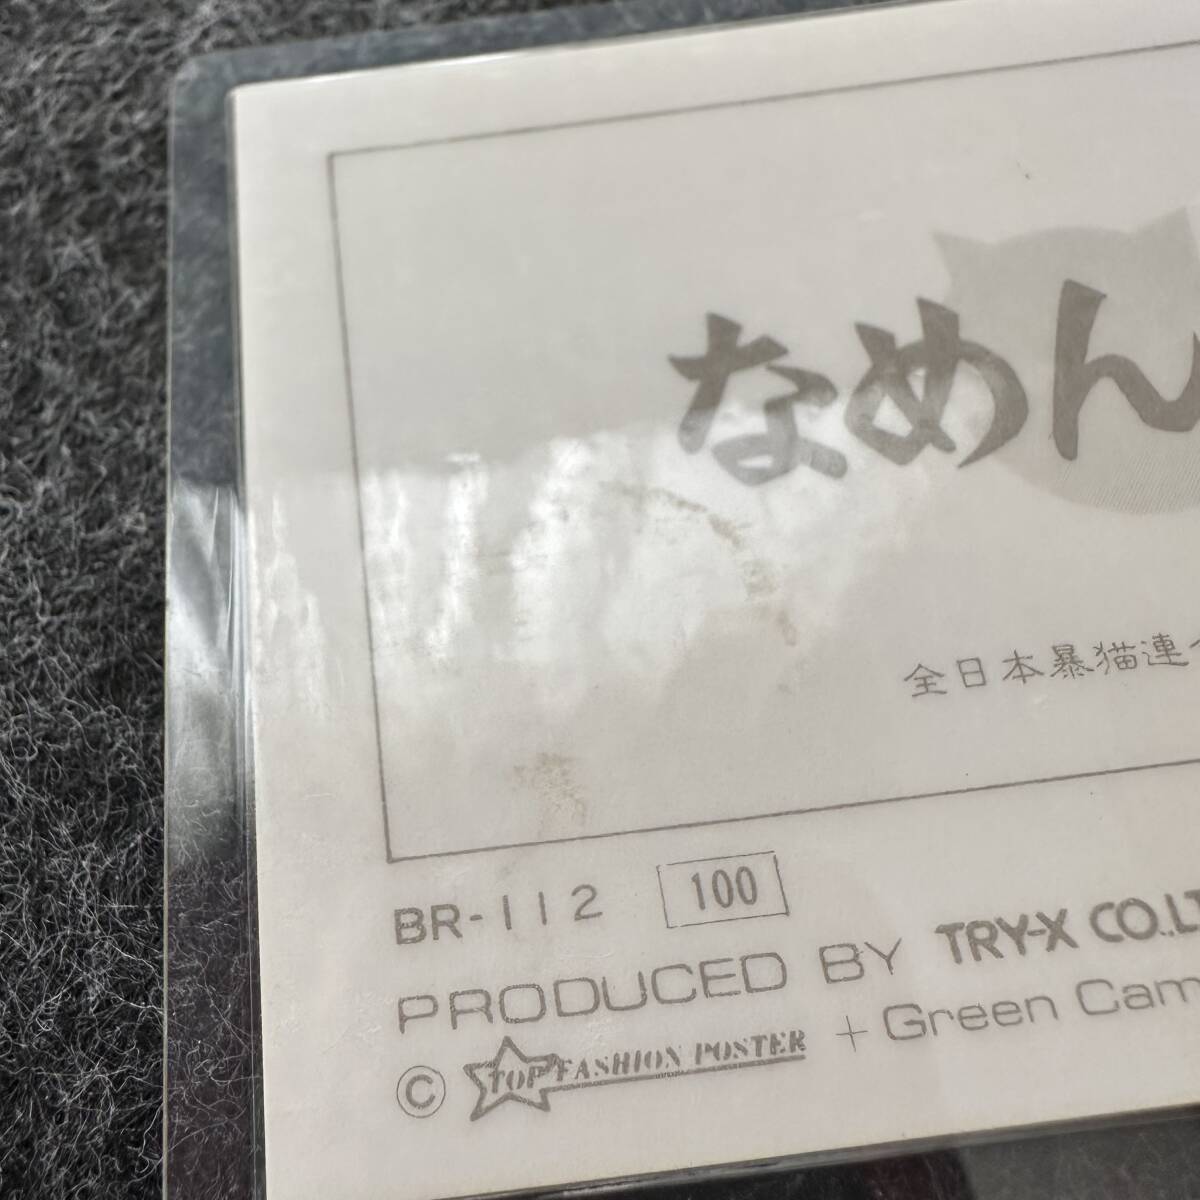 なめん
全日本暴猫連
BR-112 100
PRODUCED BY TRY-X CO.,LT
© TOP FASHION POSTER + Green Cam